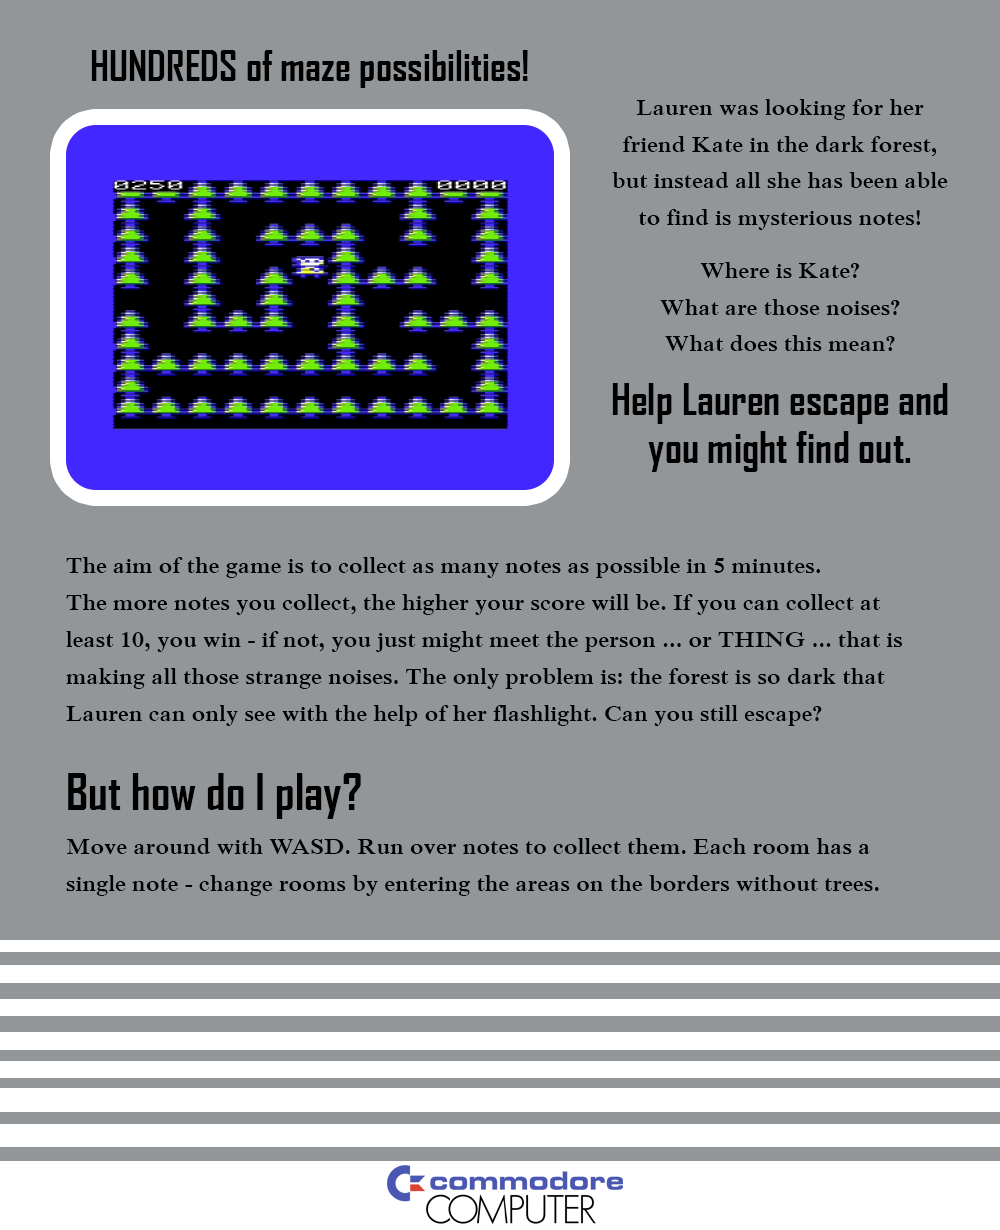 HUNDREDS of maze possibilities!
0250 0000
Lauren was looking for her
friend Kate in the dark forest,
but instead all she has been able
to find is mysterious notes!
Where is Kate?
What are those noises?
What does this mean?
Help Lauren escape and
you might find out.
The aim of the game is to collect as many notes as possible in 5 minutes.
The more notes you collect, the higher your score will be. If you can collect at
least 10, you win - if not, you just might meet the person ... or THING ... that is
making all those strange noises. The only problem is: the forest is so dark that
Lauren can only see with the help of her flashlight. Can you still escape?
But how do I play?
Move around with WASD. Run over notes to collect them. Each room has a
single note - change rooms by entering the areas on the borders without trees.
commodore
COMPUTER